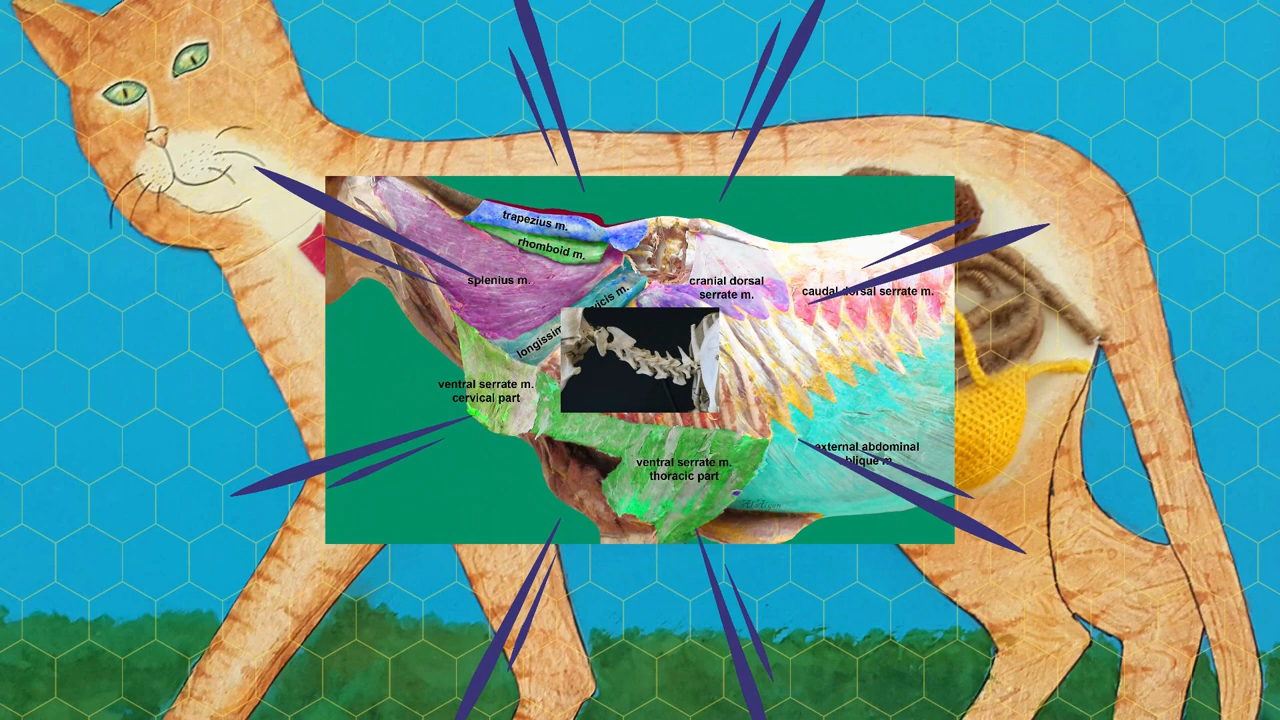 trapezius m.
rhomboid m.
splenius m.
cranial dorsal
serrate m.
caudal dorsal serrate m.
ventral serrate m.
cervical part
ventral serrate m.
thoracic part
external abdominal